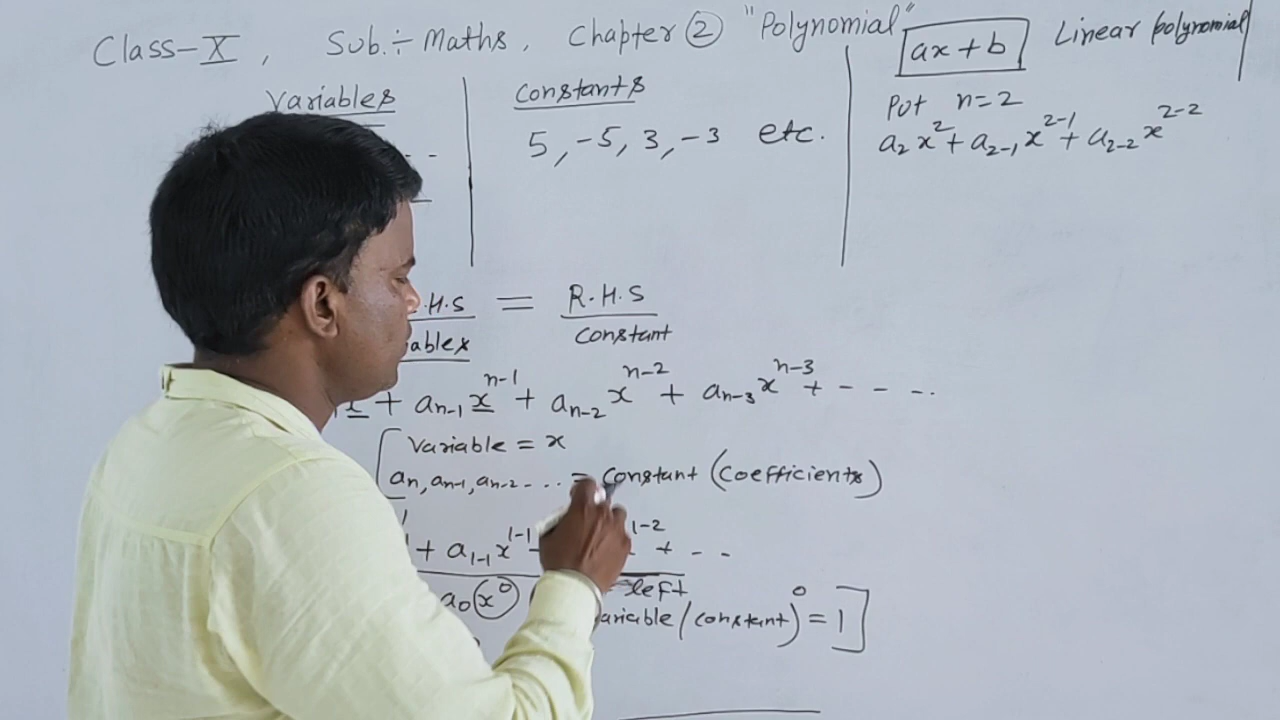 Class-X, Sub.÷ Maths, Chapter ② "Polynomial"
Variables
Constants
5, -5, 3, -3 etc.
ax + b Linear polynomial
Put n=2
a₂x² + a₂₋₁x²⁻¹ + a₂₋₂x²⁻²
.H.S = R.H.S
constant
x + aₙ₋₁xⁿ⁻¹ + aₙ₋₂xⁿ⁻² + aₙ₋₃xⁿ⁻³ + - - -.
[ Variable = x
aₙ, aₙ₋₁, aₙ₋₂ - . . . = Constant (Coefficients)
+ a₁₋₁x¹⁻¹ 1-2 + - -
a₀(x⁰) left
ariable/constant)⁰ = 1]